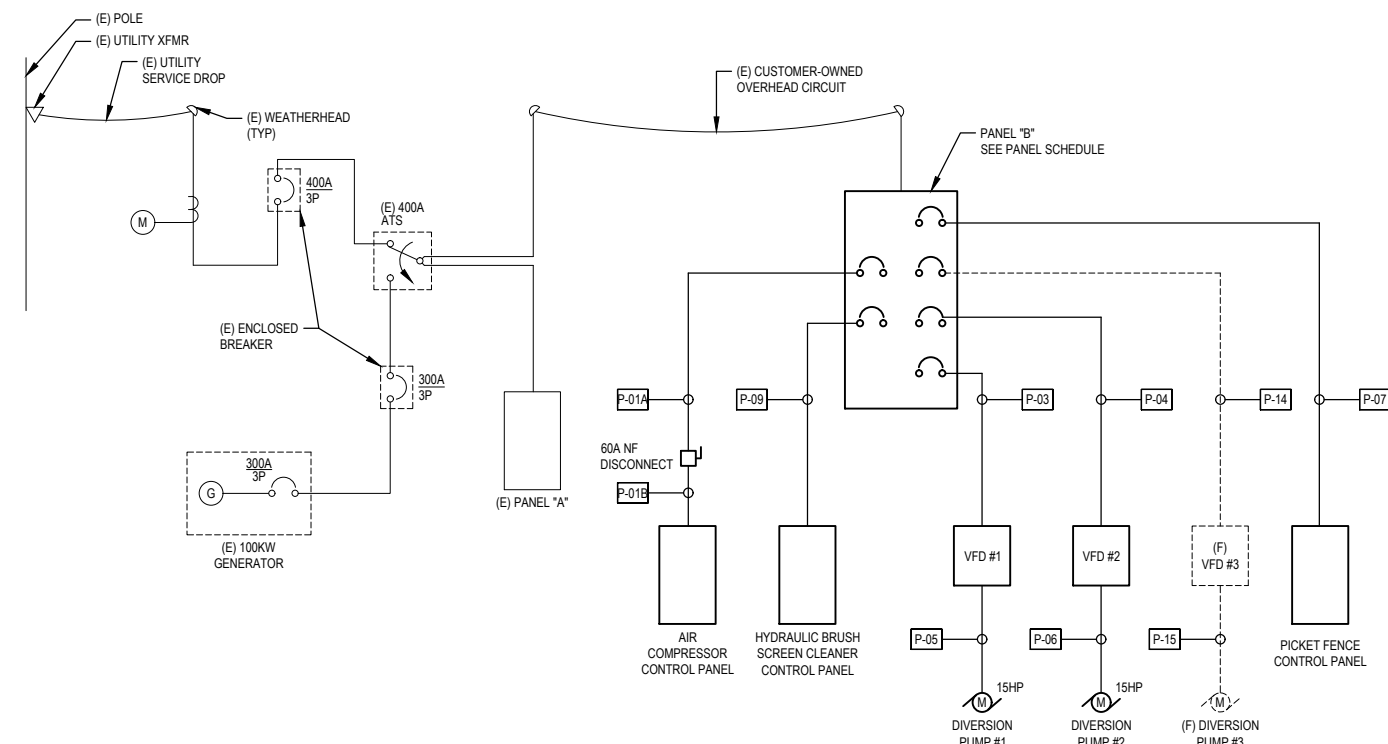 (E) POLE
(E) UTILITY XFMR
(E) UTILITY
SERVICE DROP
(E) WEATHERHEAD
(TYP)
(E) CUSTOMER-OWNED
OVERHEAD CIRCUIT
PANEL "B"
SEE PANEL SCHEDULE
400A
3P
M
(E) 400A
ATS
(E) ENCLOSED
BREAKER
300A
3P
300A
3P
G
(E) 100KW
GENERATOR
(E) PANEL "A"
P-01A
P-09
P-03
P-04
P-14
P-07
60A NF
DISCONNECT
P-01B
VFD #1
VFD #2
(F)
VFD #3
AIR
COMPRESSOR
CONTROL PANEL
HYDRAULIC BRUSH
SCREEN CLEANER
CONTROL PANEL
P-05
P-06
P-15
PICKET FENCE
CONTROL PANEL
15HP
M
15HP
M
M
DIVERSION
PUMP #1
DIVERSION
PUMP #2
(F) DIVERSION
PUMP #3